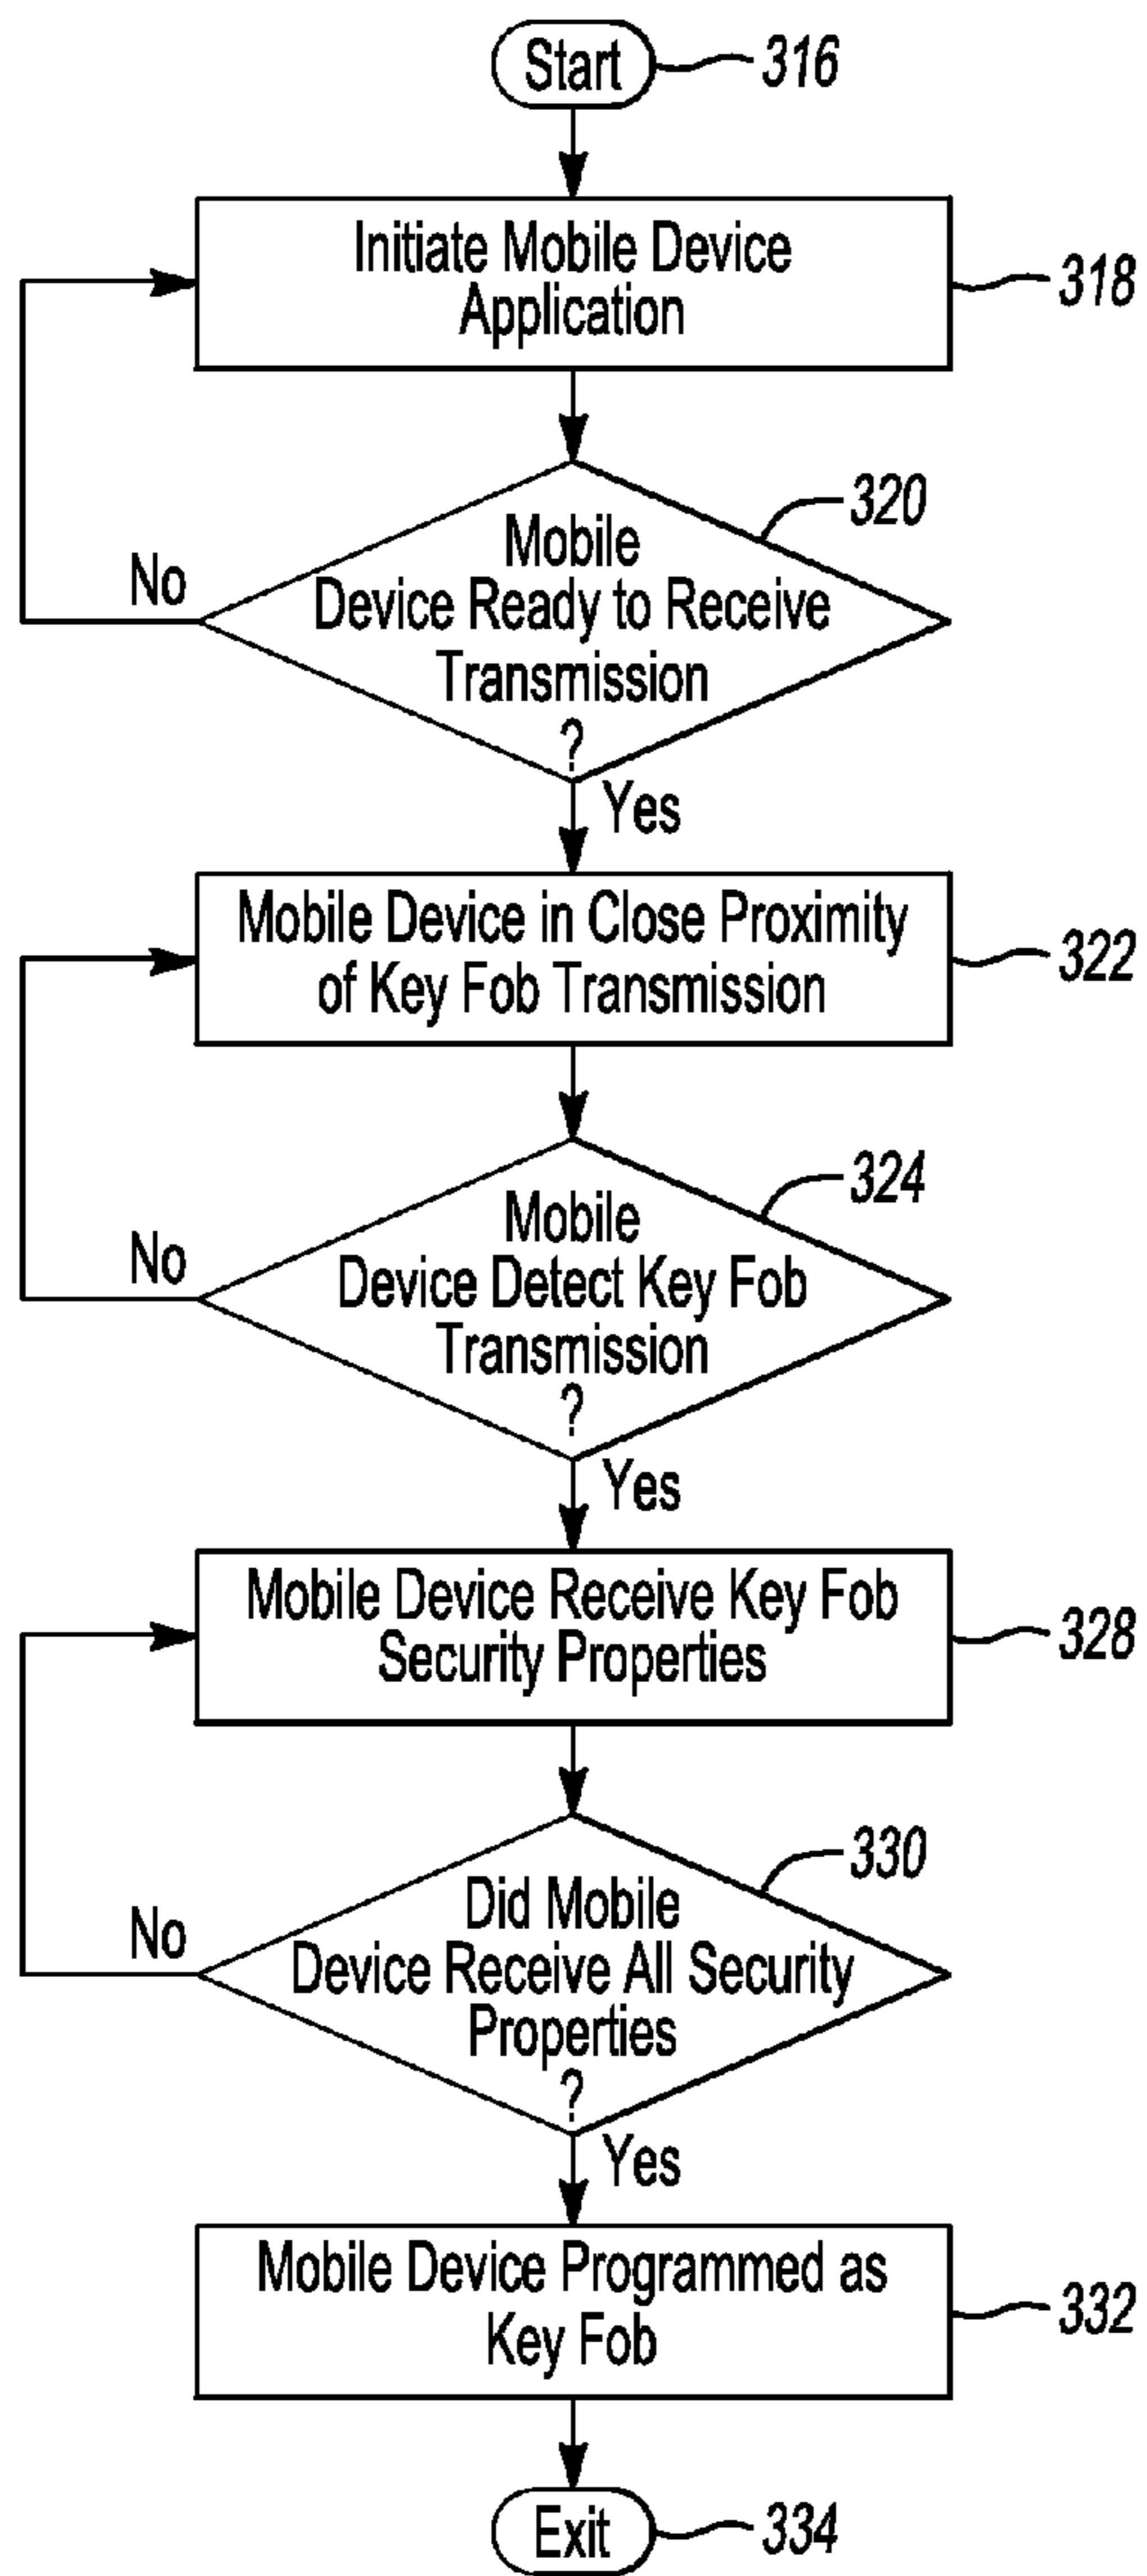 Start
316
Initiate Mobile Device
Application
318
320
Mobile
Device Ready to Receive
Transmission
?
No
Yes
Mobile Device in Close Proximity
of Key Fob Transmission
322
324
Mobile
Device Detect Key Fob
Transmission
?
No
Yes
Mobile Device Receive Key Fob
Security Properties
328
330
Did Mobile
Device Receive All Security
Properties
?
No
Yes
Mobile Device Programmed as
Key Fob
332
Exit
334